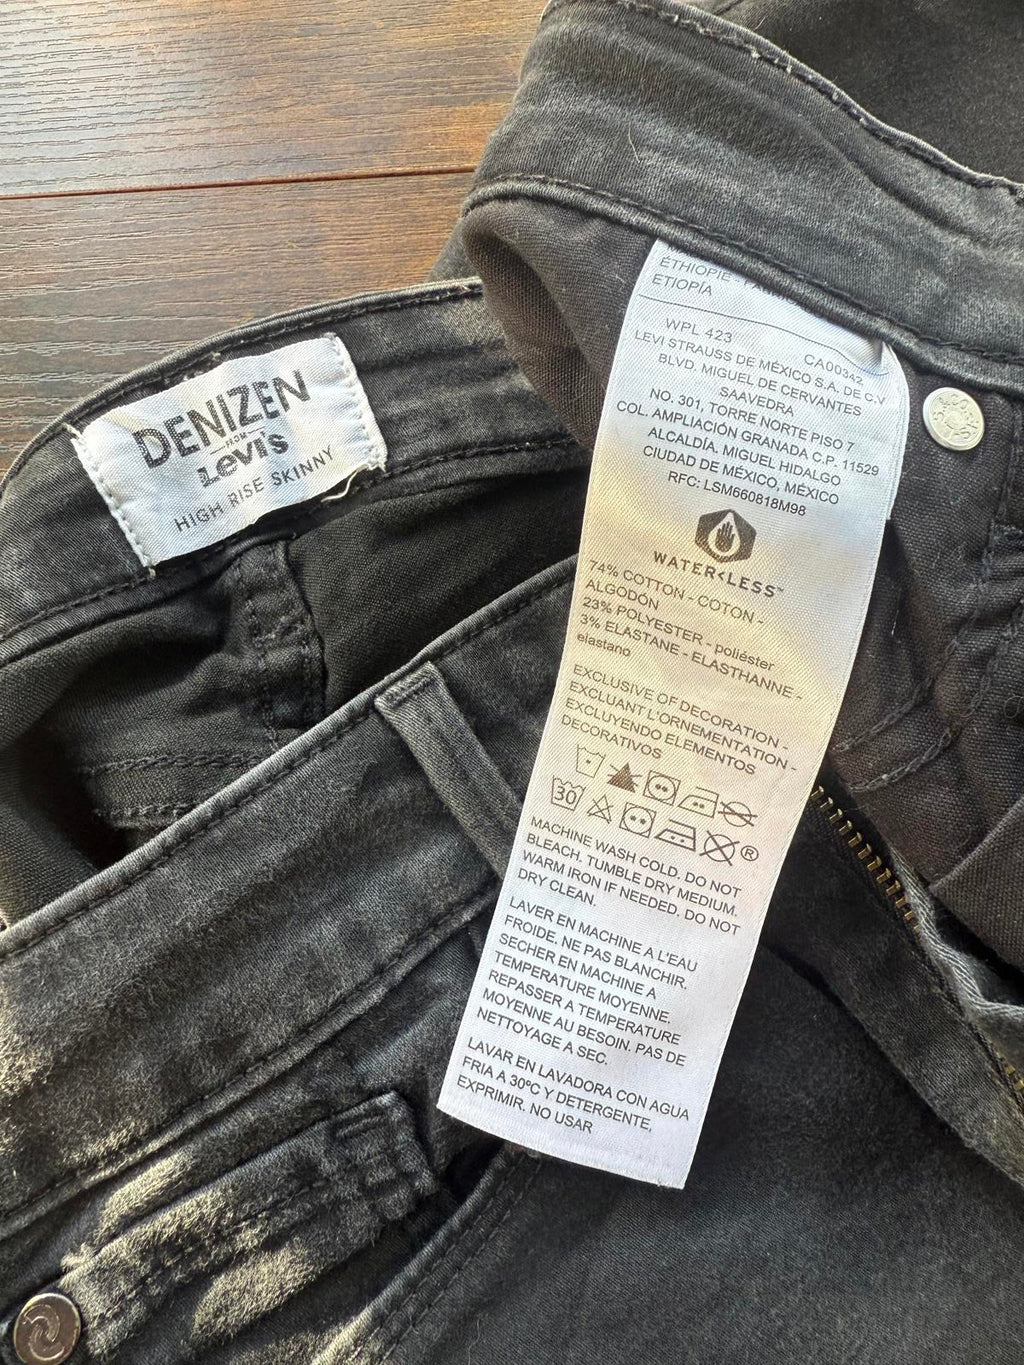 DENIZEN
FROM
Levi's
HIGH RISE SKINNY
ÉTHIOPIE -
ETIOPÍA
WPL 423 CA00342
LEVI STRAUSS DE MÉXICO S.A. DE C.V
BLVD. MIGUEL DE CERVANTES
SAAVEDRA
NO. 301, TORRE NORTE PISO 7
COL. AMPLIACIÓN GRANADA C.P. 11529
ALCALDÍA. MIGUEL HIDALGO
CIUDAD DE MÉXICO, MÉXICO
RFC: LSM660818M98
WATER<LESS™
74% COTTON - COTON -
ALGODÓN
23% POLYESTER - poliéster
3% ELASTANE - ELASTHANNE -
elastano
EXCLUSIVE OF DECORATION -
EXCLUANT L'ORNEMENTATION -
EXCLUYENDO ELEMENTOS
DECORATIVOS
30 ®
MACHINE WASH COLD. DO NOT
BLEACH. TUMBLE DRY MEDIUM.
WARM IRON IF NEEDED. DO NOT
DRY CLEAN.
LAVER EN MACHINE A L'EAU
FROIDE. NE PAS BLANCHIR.
SECHER EN MACHINE A
TEMPERATURE MOYENNE.
REPASSER A TEMPERATURE
MOYENNE AU BESOIN. PAS DE
NETTOYAGE A SEC.
LAVAR EN LAVADORA CON AGUA
FRIA A 30ºC Y DETERGENTE,
EXPRIMIR. NO USAR